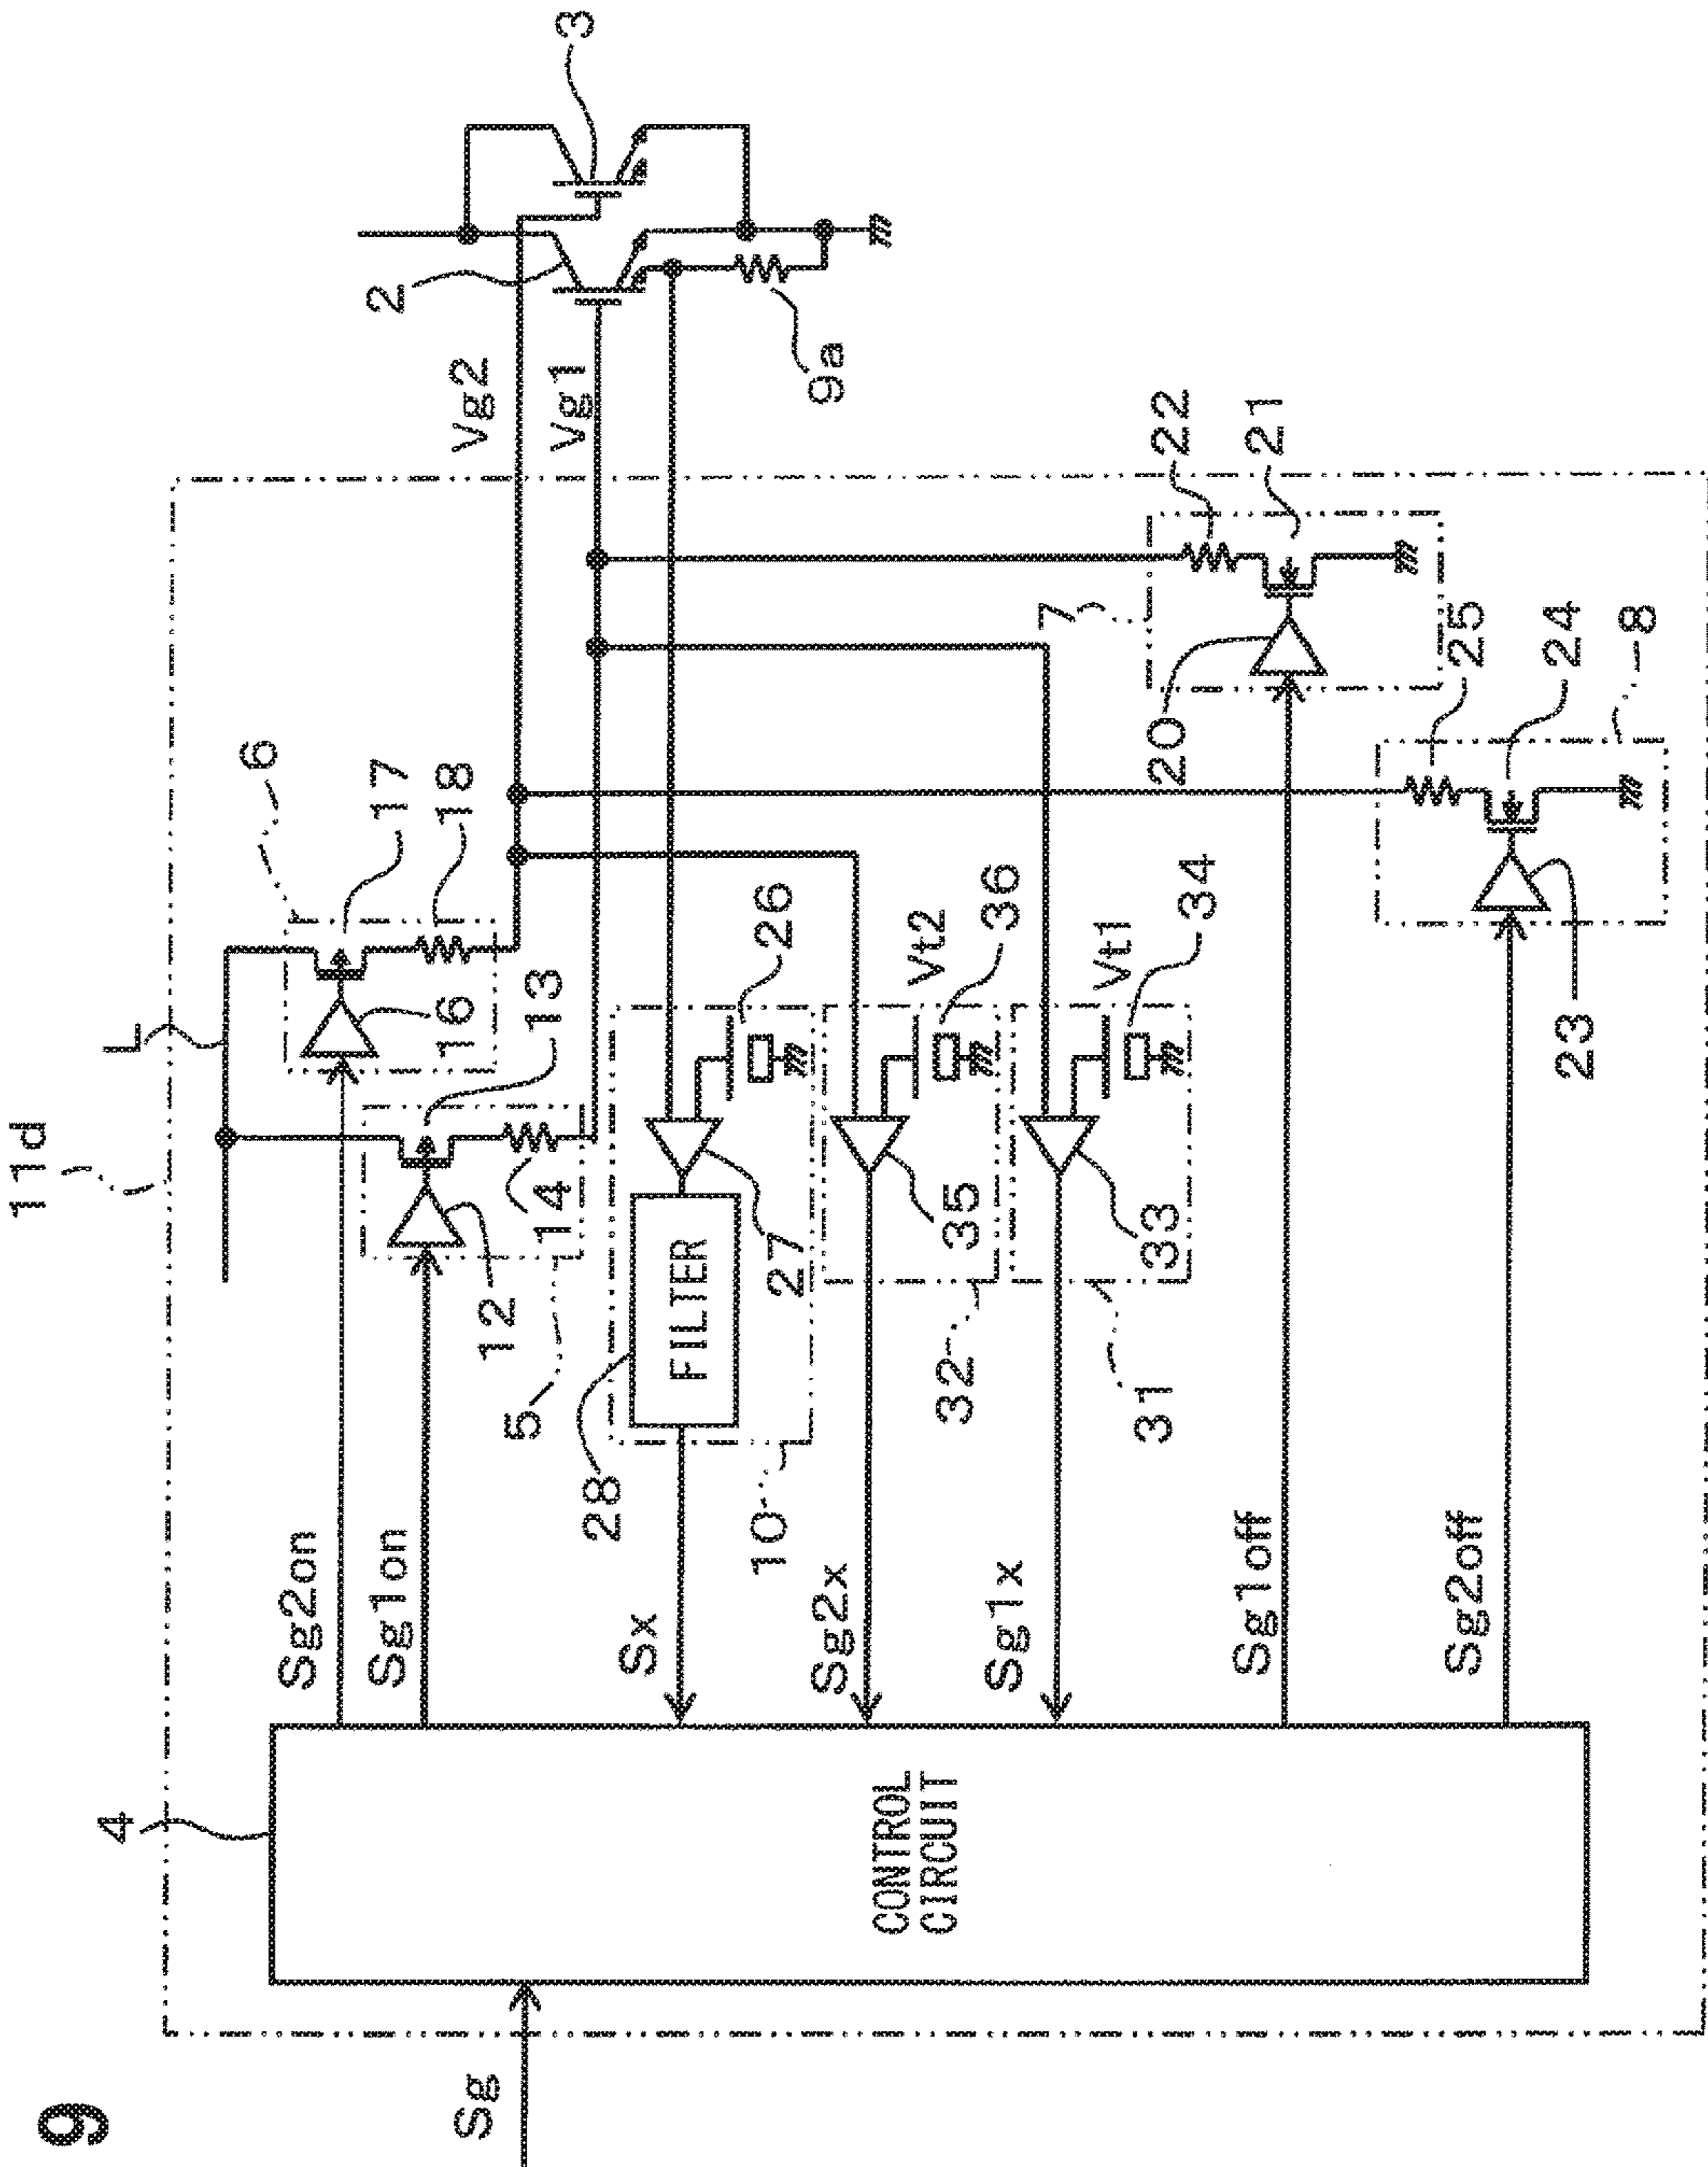 9
11d
4
L
6
17
18
16
13
14
12
5
3
2
Vg2
Vg1
9a
Sg
Sg2on
Sg1on
28
FILTER
27
26
10
Sx
Sg2x
Sg1x
Vt2
36
35
32
Vt1
34
33
31
CONTROL
CIRCUIT
Sg1off
Sg2off
7
22
21
20
25
24
8
23